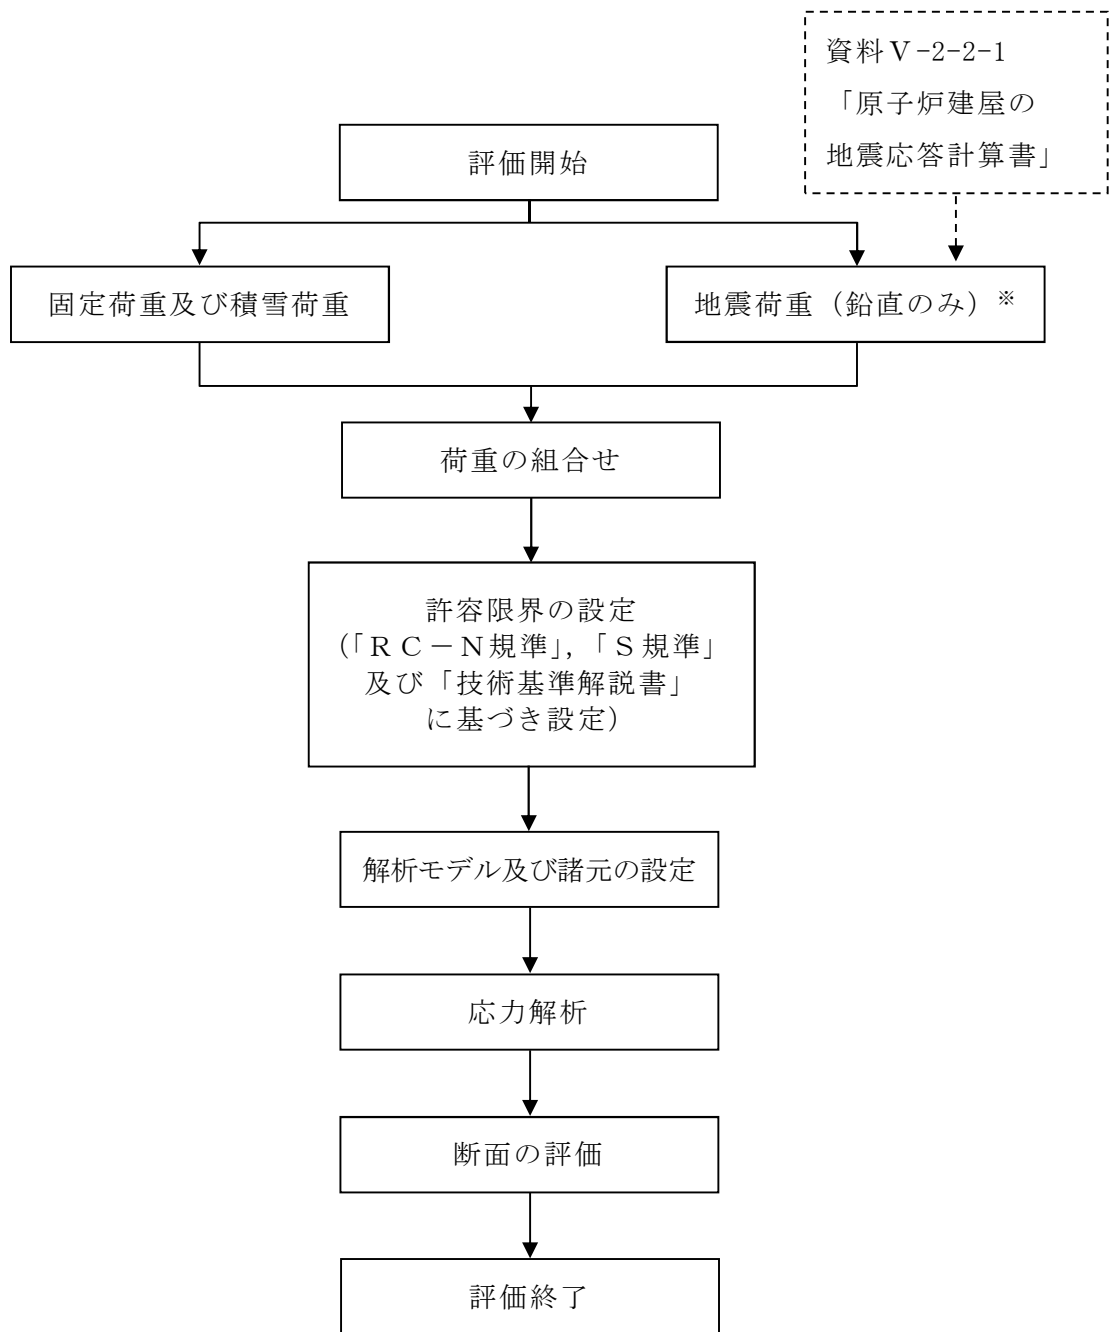 資料Ⅴ-2-2-1
「原子炉建屋の
地震応答計算書」
評価開始
固定荷重及び積雪荷重
地震荷重（鉛直のみ）※
荷重の組合せ
許容限界の設定
(「ＲＣ－Ｎ規準」,「Ｓ規準」
及び「技術基準解説書」
に基づき設定)
解析モデル及び諸元の設定
応力解析
断面の評価
評価終了